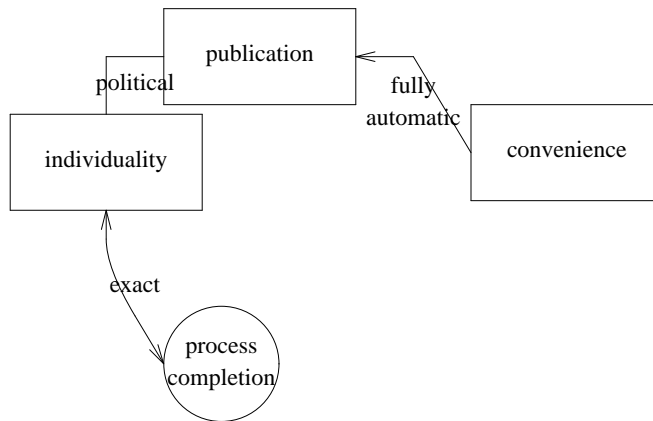 publication
political
fully
automatic
individuality
convenience
exact
process
completion